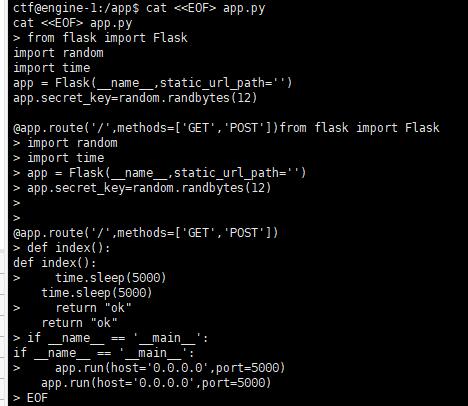 ctf@engine-1:/app$ cat <<EOF> app.py
cat <<EOF> app.py
> from flask import Flask
import random
import time
app = Flask(__name__,static_url_path='')
app.secret_key=random.randbytes(12)
@app.route('/',methods=['GET','POST'])from flask import Flask
> import random
> import time
> app = Flask(__name__,static_url_path='')
> app.secret_key=random.randbytes(12)
>
>
@app.route('/',methods=['GET','POST'])
> def index():
def index():
>     time.sleep(5000)
    time.sleep(5000)
>     return "ok"
    return "ok"
> if __name__ == '__main__':
if __name__ == '__main__':
>     app.run(host='0.0.0.0',port=5000)
    app.run(host='0.0.0.0',port=5000)
> EOF